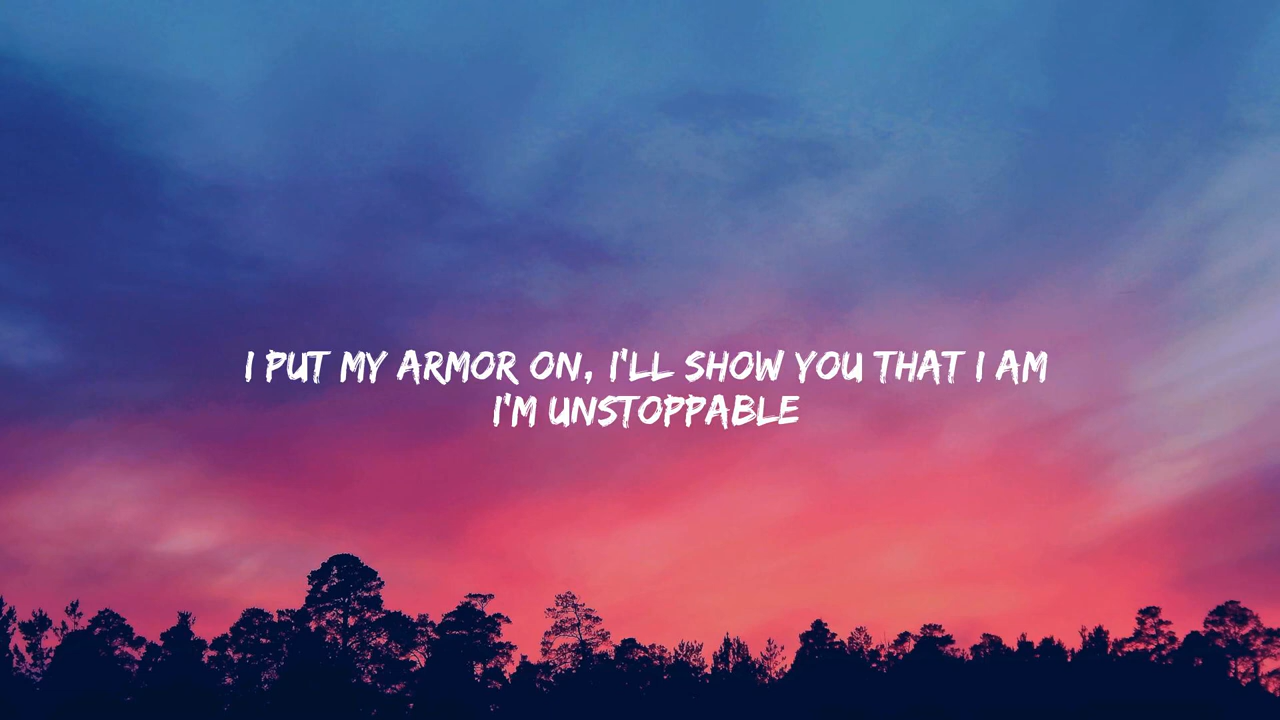 I PUT MY ARMOR ON, I'LL SHOW YOU THAT I AM
I'M UNSTOPPABLE